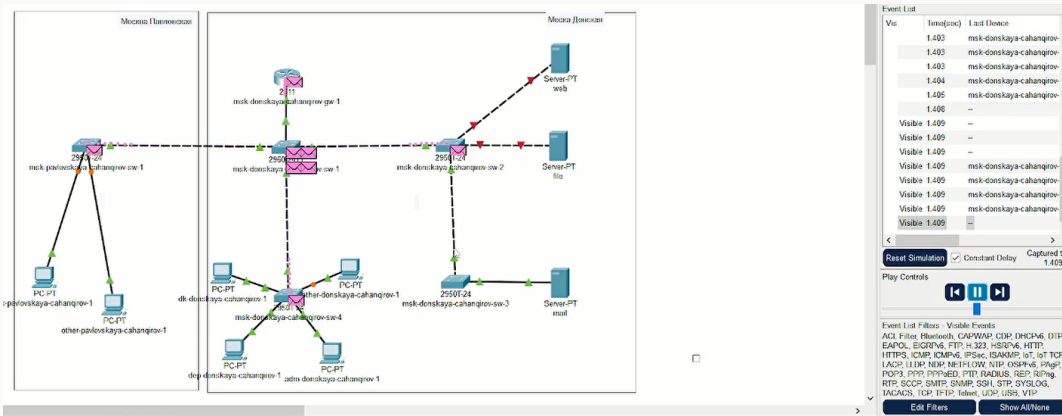 Москва Павловская
Моска Донская
Server-PT
web
2911
msk-donskaya-cahanqirov-gw-1
msk-pavlovskaya-cahanqirov-sw-1
msk-donskaya-cahanqirov-sw-1
msk-donskaya-cahanqirov-sw-2
Server-PT
file
PC-PT
-pavlovskaya-cahanqirov-1
PC-PT
other-pavlovskaya-cahanqirov-1
PC-PT
dk-donskaya-cahanqirov-1
PC-PT
other-donskaya-cahanqirov-1
msk-donskaya-cahanqirov-sw-4
2950T-24
msk-donskaya-cahanqirov-sw-3
Server-PT
mail
PC-PT
dep-donskaya-cahanqirov-1
PC-PT
adm-donskaya-cahanqirov-1
Event List
Vis Time(sec) Last Device
1.403 msk-donskaya-cahanqirov-
1.403 msk-donskaya-cahanqirov-
1.403 msk-donskaya-cahanqirov-
1.404 msk-donskaya-cahanqirov-
1.405 msk-donskaya-cahanqirov-
1.408 --
Visible 1.409 --
Visible 1.409 --
Visible 1.409 --
Visible 1.409 msk-donskaya-cahanqirov-
Visible 1.409 msk-donskaya-cahanqirov-
Visible 1.409 msk-donskaya-cahanqirov-
Visible 1.409 msk-donskaya-cahanqirov-
Visible 1.409 --
Reset Simulation Constant Delay Captured t
1.409
Play Controls
Event List Filters - Visible Events
ACL Filter, Bluetooth, CAPWAP, CDP, DHCPv6, DTP
EAPOL, EIGRPv6, FTP, H.323, HSRPv6, HTTP,
HTTPS, ICMP, ICMPv6, IPSec, ISAKMP, IoT, IoT TCP
LACP, LLDP, NDP, NETFLOW, NTP, OSPFv6, PAgP,
POP3, PPP, PPPoED, PTP, RADIUS, REP, RIPng,
RTP, SCCP, SMTP, SNMP, SSH, STP, SYSLOG,
TACACS, TCP, TFTP, Telnet, UDP, USB, VTP
Edit Filters Show All/None